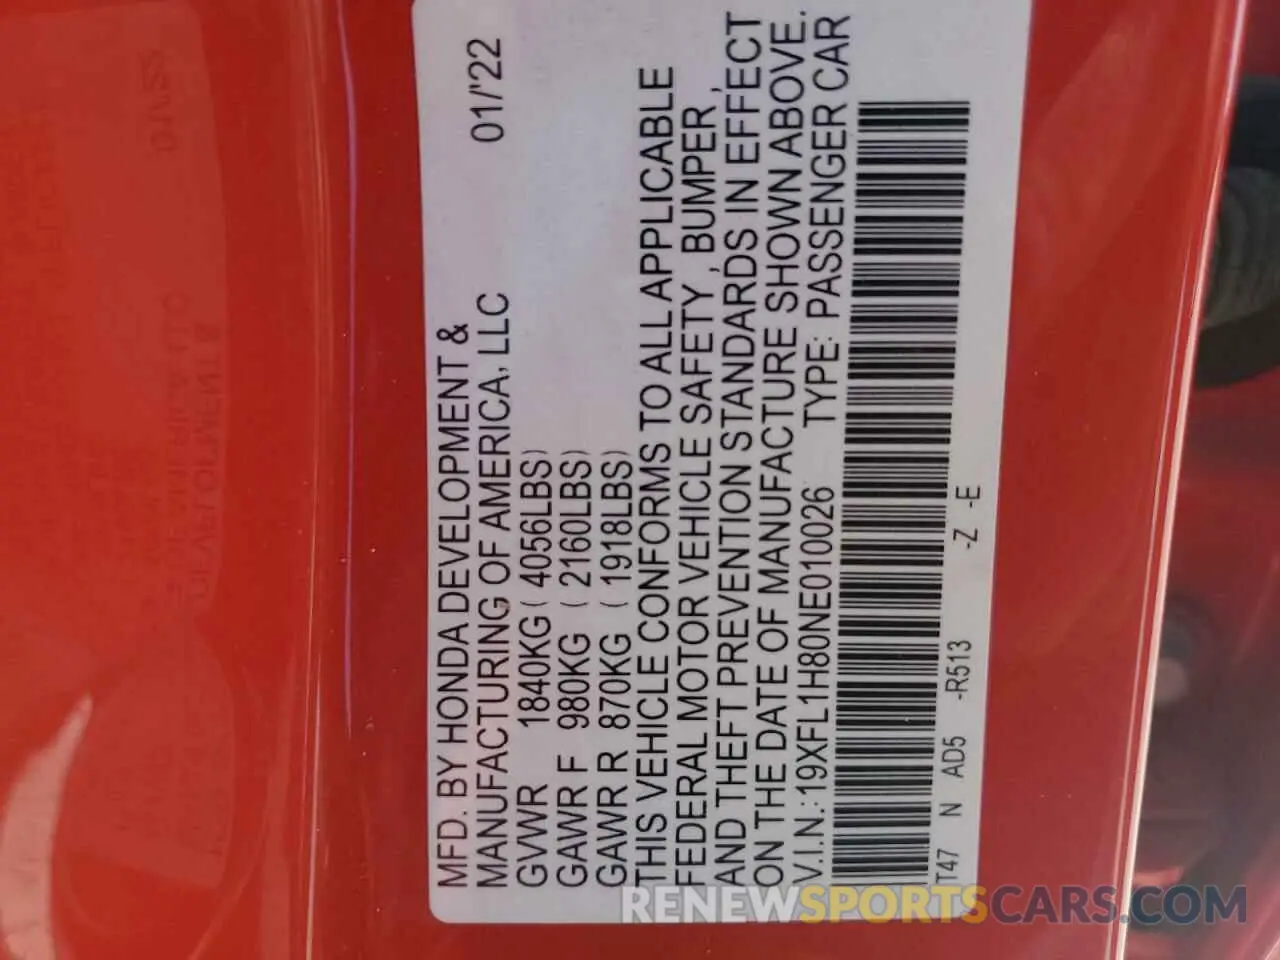 MFD. BY HONDA DEVELOPMENT &
MANUFACTURING OF AMERICA, LLC 01/'22
GVWR 1840KG ( 4056LBS)
GAWR F 980KG ( 2160LBS)
GAWR R 870KG ( 1918LBS)
THIS VEHICLE CONFORMS TO ALL APPLICABLE
FEDERAL MOTOR VEHICLE SAFETY , BUMPER ,
AND THEFT PREVENTION STANDARDS IN EFFECT
ON THE DATE OF MANUFACTURE SHOWN ABOVE.
V.I.N.:19XFL1H80NE010026 TYPE: PASSENGER CAR
T47 N AD5 -R513 -Z -E
RENEWSPORTSCARS.COM